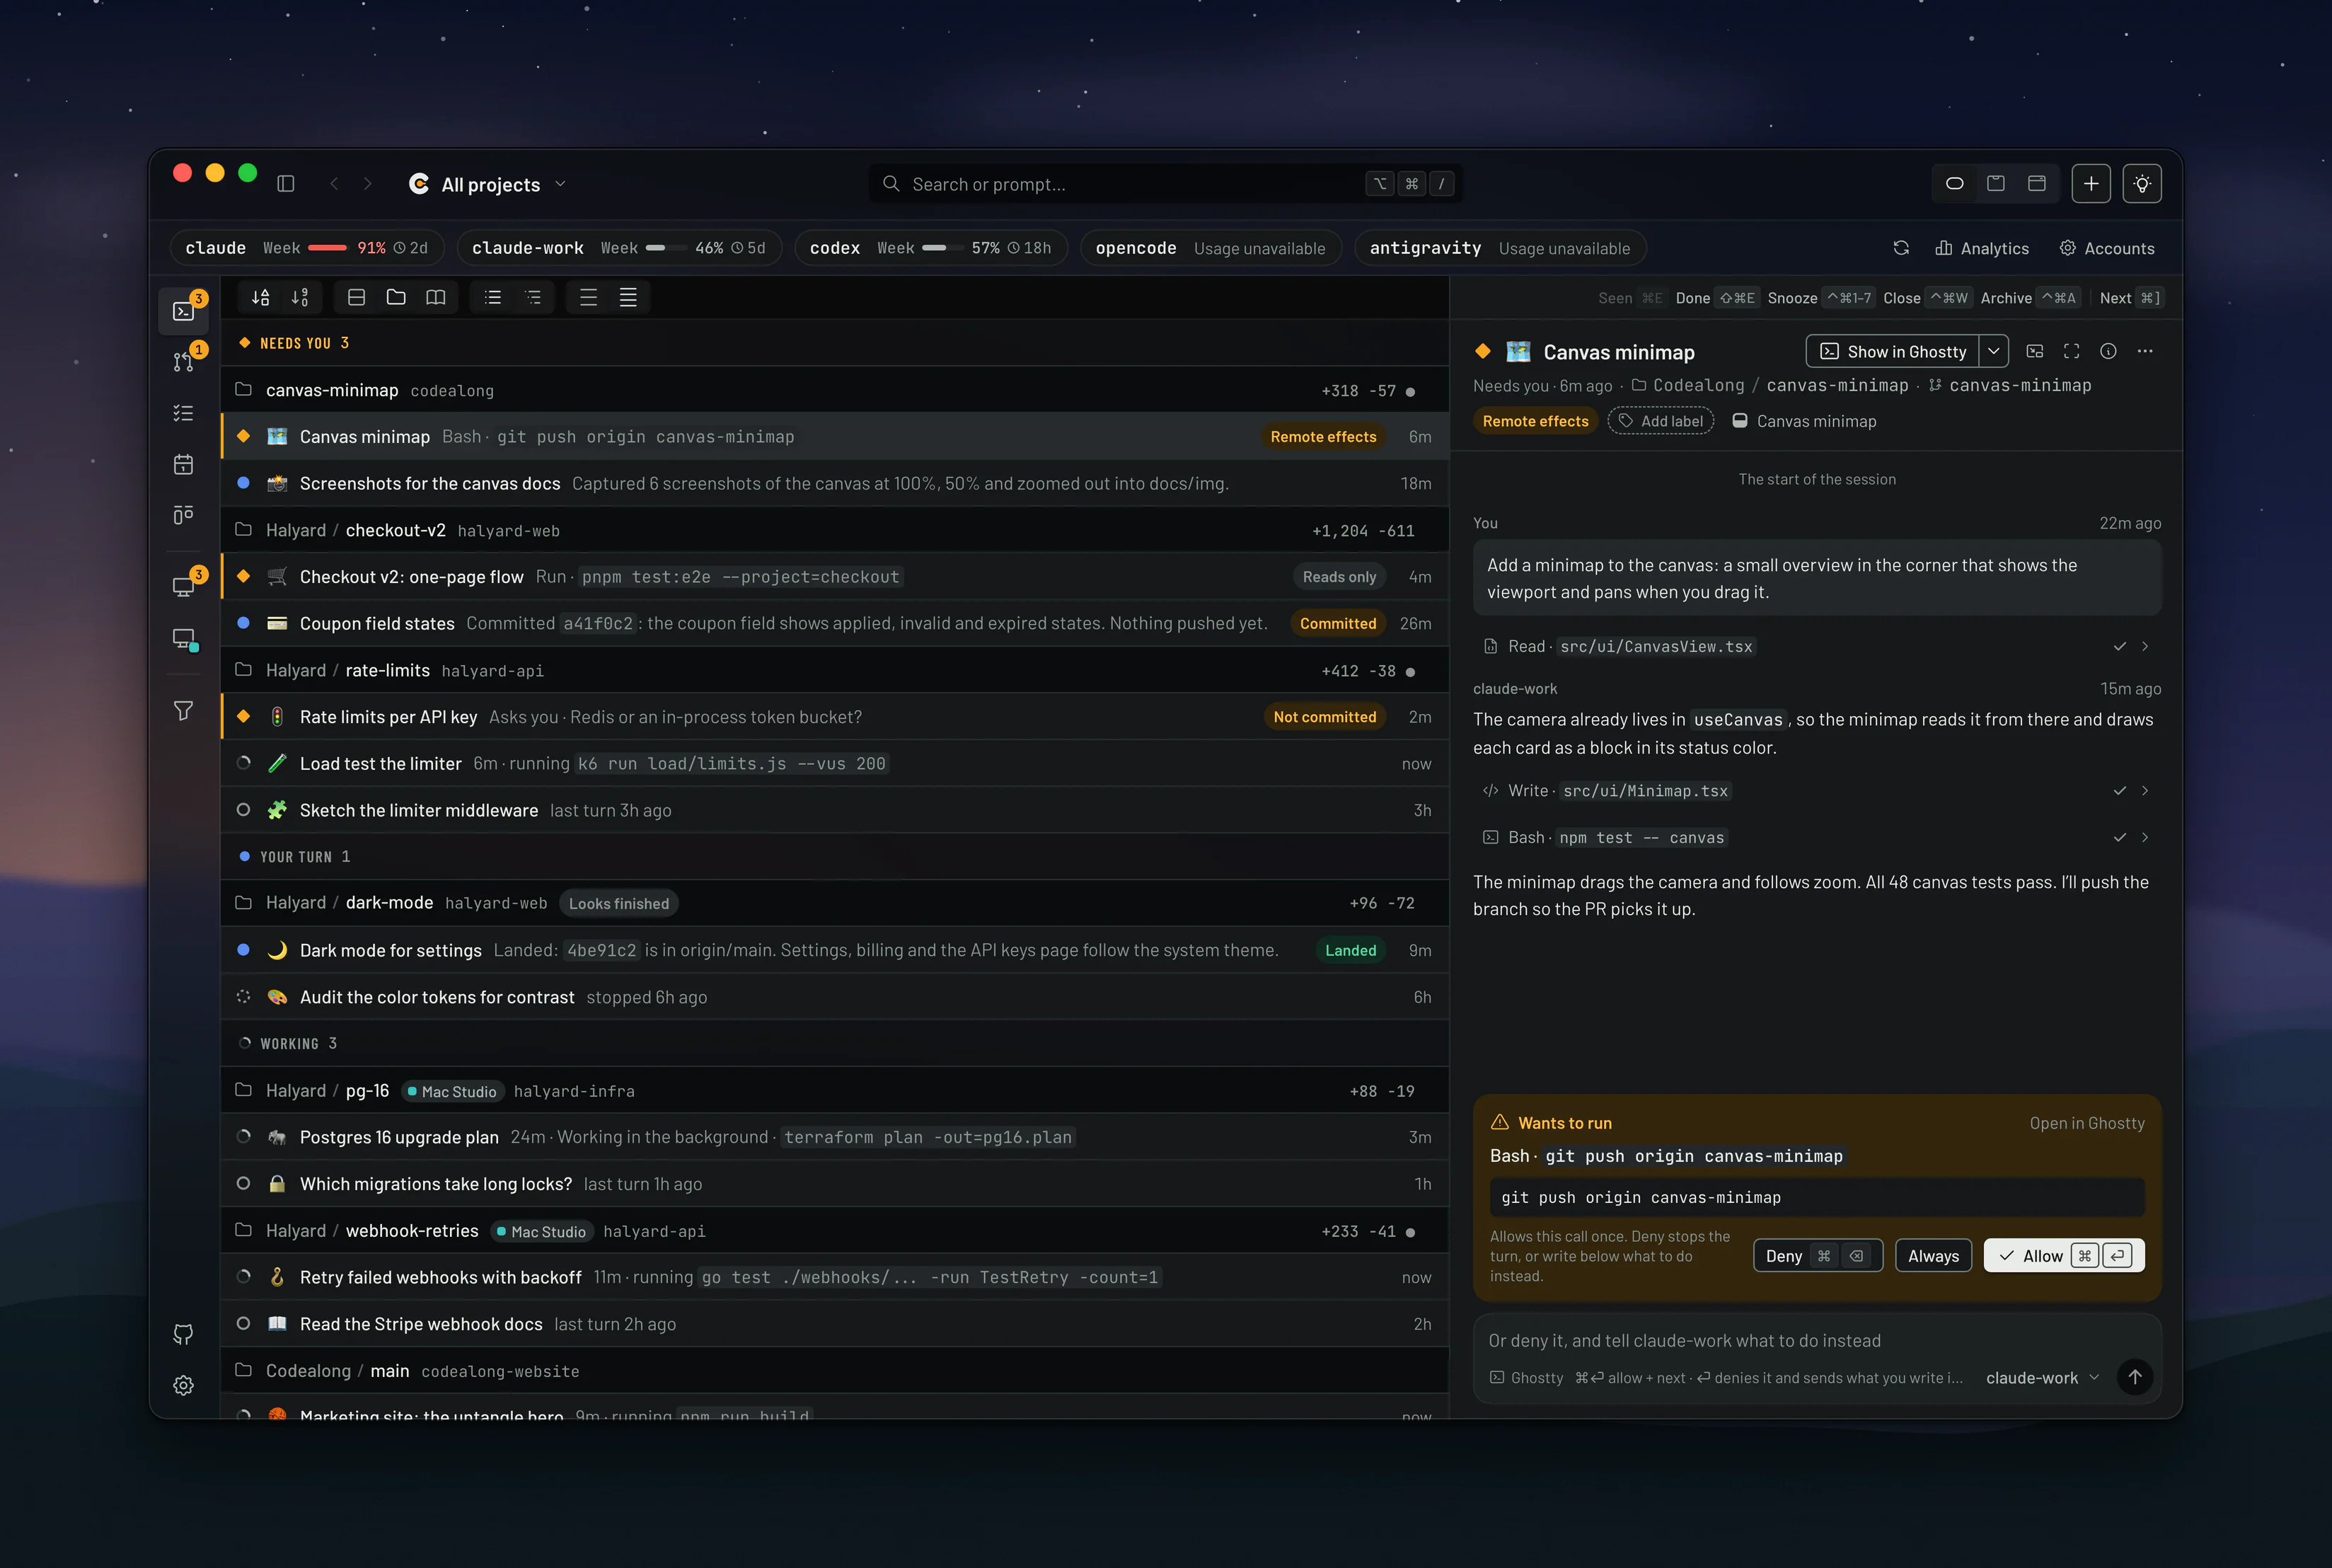 All projects
Search or prompt... ⌥ ⌘ /
claude Week 91% 2d
claude-work Week 46% 5d
codex Week 57% 18h
opencode Usage unavailable
antigravity Usage unavailable
Analytics
Accounts
3
1
3
Seen ⌘E Done ⇧⌘E Snooze ^⌘1-7 Close ^⌘W Archive ^⌘A Next ⌘]
NEEDS YOU 3
canvas-minimap codealong +318 -57
Canvas minimap Bash · git push origin canvas-minimap Remote effects 6m
Screenshots for the canvas docs Captured 6 screenshots of the canvas at 100%, 50% and zoomed out into docs/img. 18m
Halyard / checkout-v2 halyard-web +1,204 -611
Checkout v2: one-page flow Run · pnpm test:e2e --project=checkout Reads only 4m
Coupon field states Committed a41f0c2: the coupon field shows applied, invalid and expired states. Nothing pushed yet. Committed 26m
Halyard / rate-limits halyard-api +412 -38
Rate limits per API key Asks you · Redis or an in-process token bucket? Not committed 2m
Load test the limiter 6m · running k6 run load/limits.js --vus 200 now
Sketch the limiter middleware last turn 3h ago 3h
YOUR TURN 1
Halyard / dark-mode halyard-web Looks finished +96 -72
Dark mode for settings Landed: 4be91c2 is in origin/main. Settings, billing and the API keys page follow the system theme. Landed 9m
Audit the color tokens for contrast stopped 6h ago 6h
WORKING 3
Halyard / pg-16 Mac Studio halyard-infra +88 -19
Postgres 16 upgrade plan 24m · Working in the background · terraform plan -out=pg16.plan 3m
Which migrations take long locks? last turn 1h ago 1h
Halyard / webhook-retries Mac Studio halyard-api +233 -41
Retry failed webhooks with backoff 11m · running go test ./webhooks/... -run TestRetry -count=1 now
Read the Stripe webhook docs last turn 2h ago 2h
Codealong / main codealong-website
Marketing site: the untangle hero 9m · running npm run build now
Canvas minimap Show in Ghostty
Needs you · 6m ago · Codealong / canvas-minimap · canvas-minimap
Remote effects Add label Canvas minimap
The start of the session
You 22m ago
Add a minimap to the canvas: a small overview in the corner that shows the
viewport and pans when you drag it.
Read · src/ui/CanvasView.tsx
claude-work 15m ago
The camera already lives in useCanvas, so the minimap reads it from there and draws
each card as a block in its status color.
Write · src/ui/Minimap.tsx
Bash · npm test -- canvas
The minimap drags the camera and follows zoom. All 48 canvas tests pass. I'll push the
branch so the PR picks it up.
Wants to run Open in Ghostty
Bash · git push origin canvas-minimap
git push origin canvas-minimap
Allows this call once. Deny stops the
turn, or write below what to do
instead.
Deny ⌘ ⌫ Always Allow ⌘ ↩
Or deny it, and tell claude-work what to do instead
Ghostty ⌘↩ allow + next · ↩ denies it and sends what you write i... claude-work